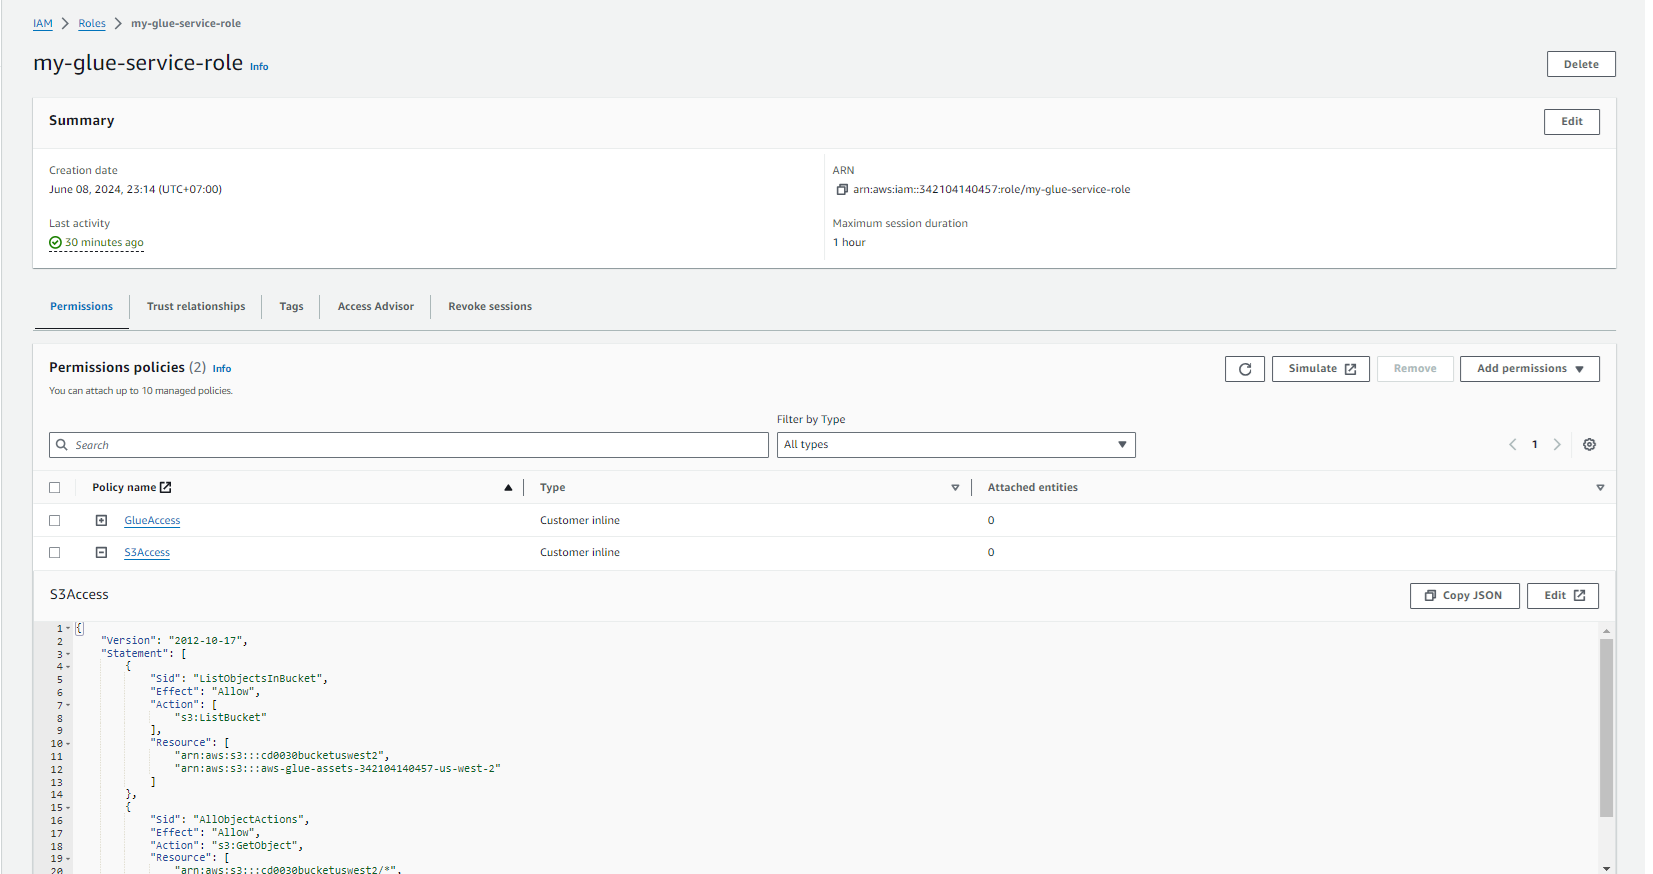 IAM > Roles > my-glue-service-role
my-glue-service-role Info
Delete
Summary
Edit
Creation date
June 08, 2024, 23:14 (UTC+07:00)
ARN
arn:aws:iam::342104140457:role/my-glue-service-role
Last activity
30 minutes ago
Maximum session duration
1 hour
Permissions
Trust relationships
Tags
Access Advisor
Revoke sessions
Permissions policies (2) Info
You can attach up to 10 managed policies.
Simulate
Remove
Add permissions
Filter by Type
Search
All types
1
Policy name
Type
Attached entities
GlueAccess Customer inline 0
S3Access Customer inline 0
S3Access
Copy JSON
Edit
1 {
2 "Version": "2012-10-17",
3 "Statement": [
4 {
5 "Sid": "ListObjectsInBucket",
6 "Effect": "Allow",
7 "Action": [
8 "s3:ListBucket"
9 ],
10 "Resource": [
11 "arn:aws:s3:::cd0030bucketuswest2",
12 "arn:aws:s3:::aws-glue-assets-342104140457-us-west-2"
13 ]
14 },
15 {
16 "Sid": "AllObjectActions",
17 "Effect": "Allow",
18 "Action": "s3:GetObject",
19 "Resource": [
20 "arn:aws:s3:::cd0030bucketuswest2/*",